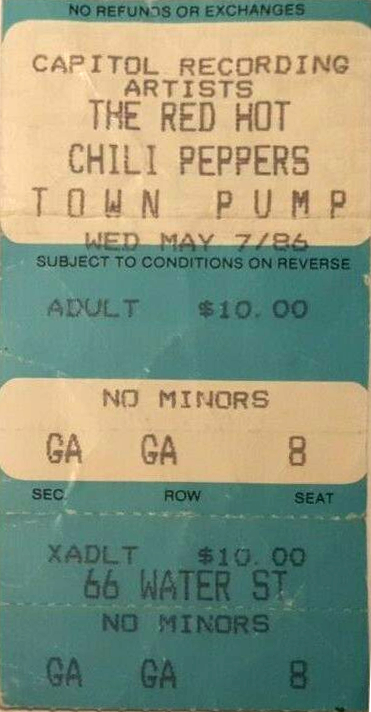 NO REFUNDS OR EXCHANGES
CAPITOL RECORDING
ARTISTS
THE RED HOT
CHILI PEPPERS
TOWN PUMP
WED MAY 7/86
SUBJECT TO CONDITIONS ON REVERSE
ADULT $10.00
NO MINORS
GA GA 8
SEC. ROW SEAT
XADLT $10.00
66 WATER ST
NO MINORS
GA GA 8